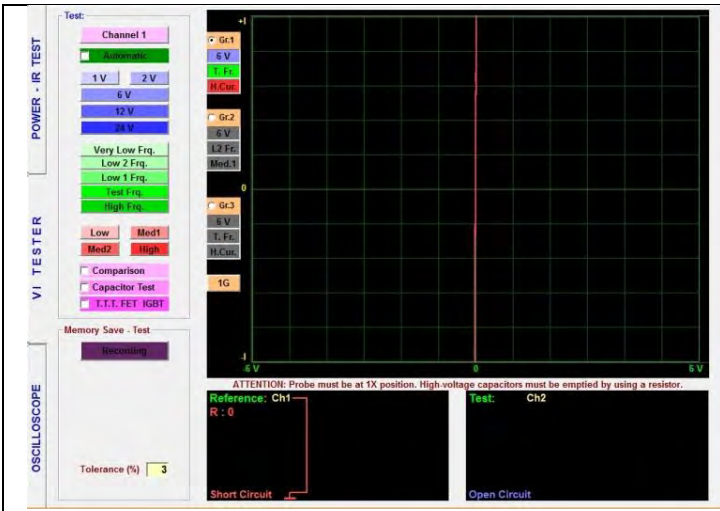 POWER - IR TEST
VI TESTER
OSCILLOSCOPE
Test:
Channel 1
Automatic
1 V
2 V
6 V
12 V
24 V
Very Low Frq.
Low 2 Frq.
Low 1 Frq.
Test Frq.
High Frq.
Low
Med1
Med2
High
Comparison
Capacitor Test
T.T.T. FET IGBT
Memory Save - Test
Recording
Tolerance (%) 3
Gr.1
6 V
T. Fr.
H.Cur.
Gr.2
6 V
L2 Fr.
Med.1
Gr.3
6 V
T. Fr.
H.Cur.
1G
+I
0
-I
-6 V
0
6 V
ATTENTION: Probe must be at 1X position. High-voltage capacitors must be emptied by using a resistor.
Reference: Ch1
R : 0
Short Circuit
Test: Ch2
Open Circuit